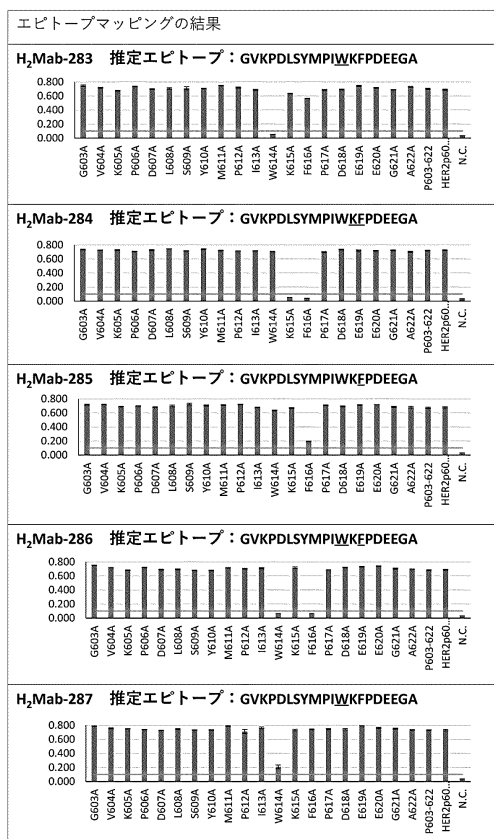 エピトープマッピングの結果
H₂Mab-283 推定エピトープ：GVKPDLSYMPIWKFPDEEGA
0.800
0.600
0.400
0.200
0.000
G603A V604A K605A P606A D607A L608A S609A Y610A M611A P612A I613A W614A K615A F616A P617A D618A E619A E620A G621A A622A P603-622 HER2p60... N.C.
H₂Mab-284 推定エピトープ：GVKPDLSYMPIWKFPDEEGA
0.800
0.600
0.400
0.200
0.000
G603A V604A K605A P606A D607A L608A S609A Y610A M611A P612A I613A W614A K615A F616A P617A D618A E619A E620A G621A A622A P603-622 HER2p60... N.C.
H₂Mab-285 推定エピトープ：GVKPDLSYMPIWKFPDEEGA
0.800
0.600
0.400
0.200
0.000
G603A V604A K605A P606A D607A L608A S609A Y610A M611A P612A I613A W614A K615A F616A P617A D618A E619A E620A G621A A622A P603-622 HER2p60... N.C.
H₂Mab-286 推定エピトープ：GVKPDLSYMPIWKFPDEEGA
0.800
0.600
0.400
0.200
0.000
G603A V604A K605A P606A D607A L608A S609A Y610A M611A P612A I613A W614A K615A F616A P617A D618A E619A E620A G621A A622A P603-622 HER2p60... N.C.
H₂Mab-287 推定エピトープ：GVKPDLSYMPIWKFPDEEGA
0.800
0.600
0.400
0.200
0.000
G603A V604A K605A P606A D607A L608A S609A Y610A M611A P612A I613A W614A K615A F616A P617A D618A E619A E620A G621A A622A P603-622 HER2p60... N.C.